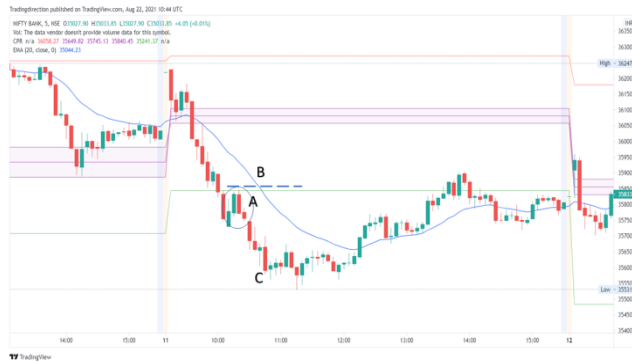 Tradingdirection published on TradingView.com, Aug 22, 2021 10:44 UTC
NIFTY BANK, 5, NSE O35027.90 H35033.85 L35027.90 C35033.85 +4.05 (+0.01%)
Vol: The data vendor doesn't provide volume data for this symbol.
CPR n/a 36058.27 35649.82 35745.13 35840.45 35241.37 n/a
EMA (20, close, 0) 35044.23
36350
High 36247
36150
36100
36050
36000
35950
35900
35850
35800
35750
35700
35650
35600
Low 35531
35500
35450
35400
B
A
C
14:00 15:00 11 10:00 11:00 12:00 13:00 14:00 15:00 12
TradingView